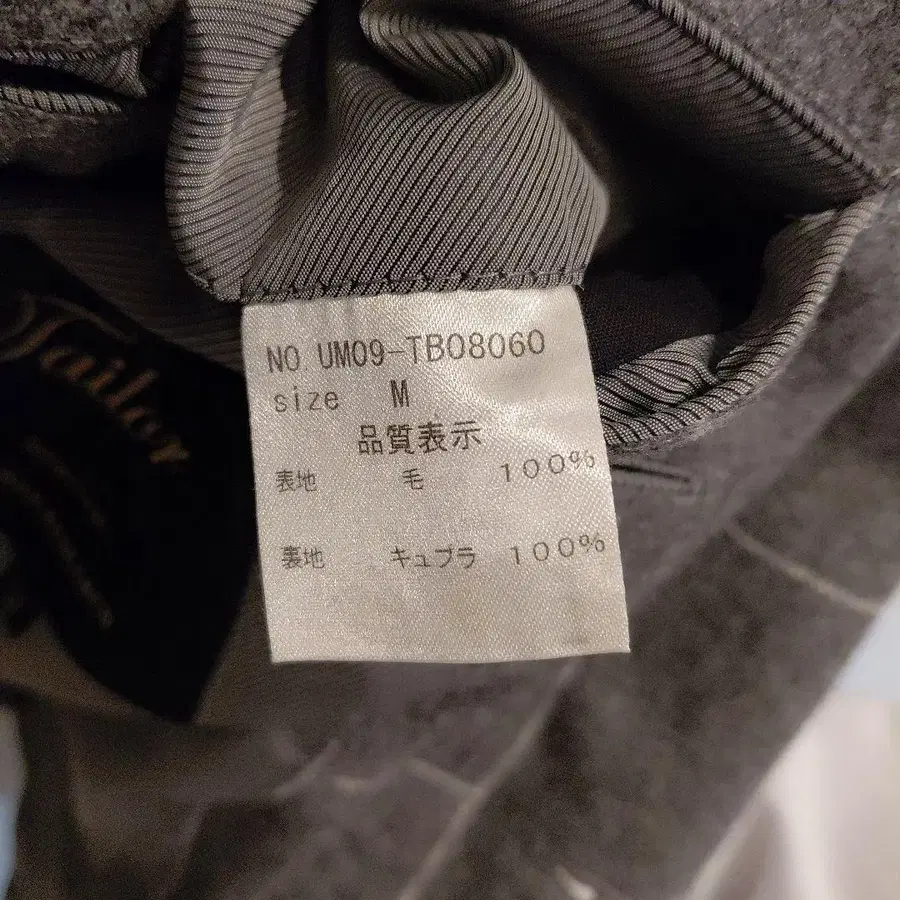 Tailor
NO UM09-TB08060
size M
品質表示
表地 毛 100%
裏地 キュプラ 100%